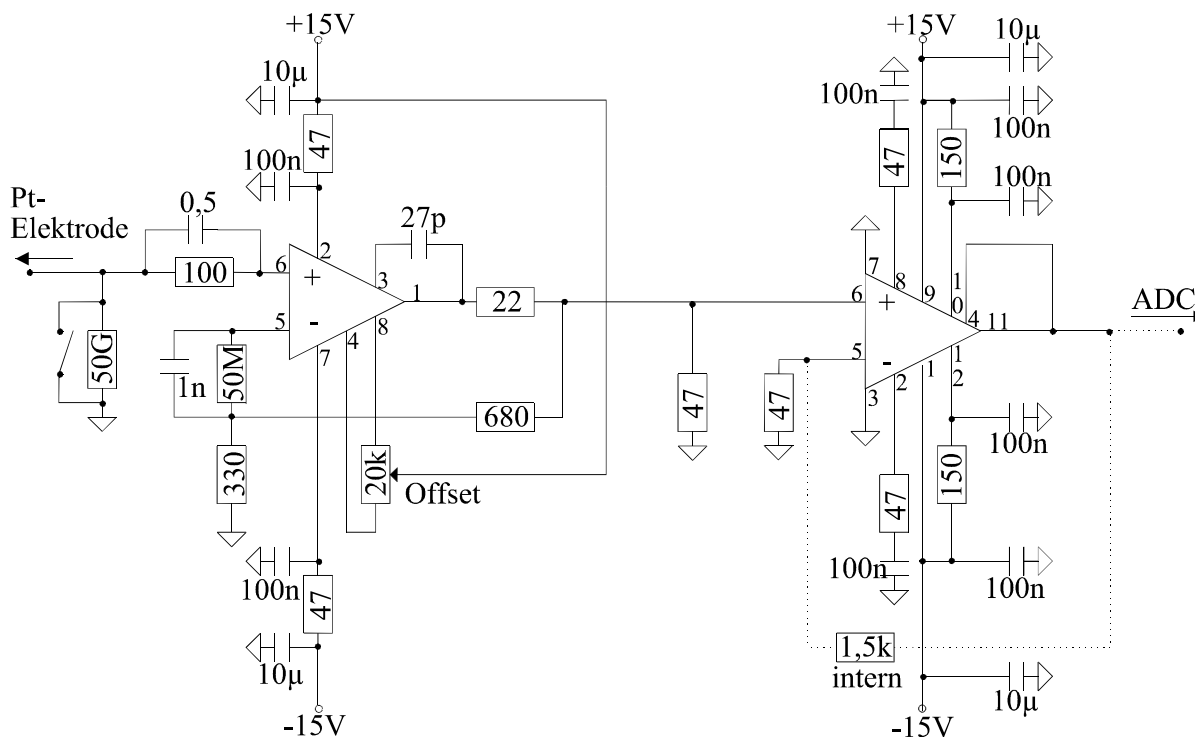 +15V
10µ
47
100n
Pt-
Elektrode
0,5
100
27p
2
6
+
3
1
5
-
4
8
7
22
50G
1n
50M
680
330
20k
Offset
47
100n
47
10µ
-15V
+15V
10µ
100n
100n
47
150
100n
7
8
9
1
0
6
+
4
11
ADC
5
-
3
2
1
1
2
47
47
100n
150
100n
100n
1,5k
intern
10µ
-15V